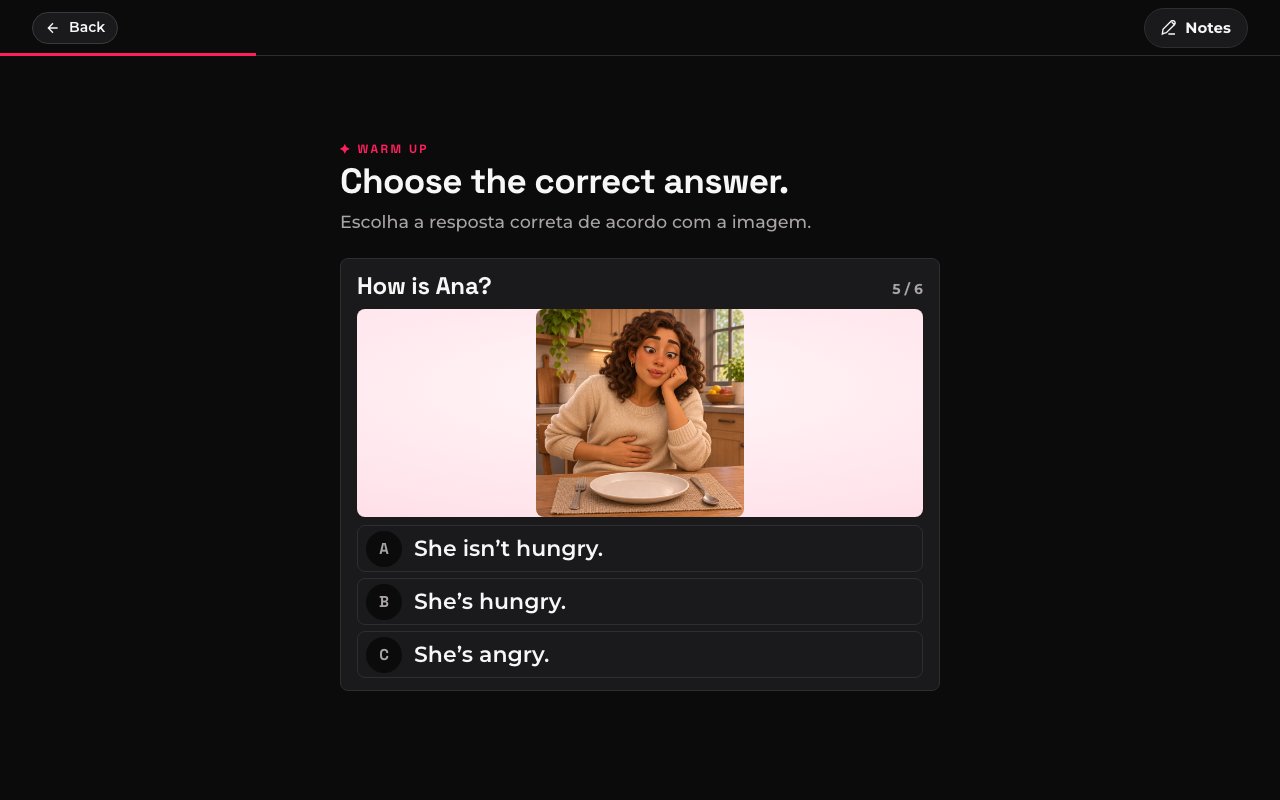 Back
Notes
WARM UP
Choose the correct answer.
Escolha a resposta correta de acordo com a imagem.
How is Ana?
5 / 6
A She isn’t hungry.
B She’s hungry.
C She’s angry.